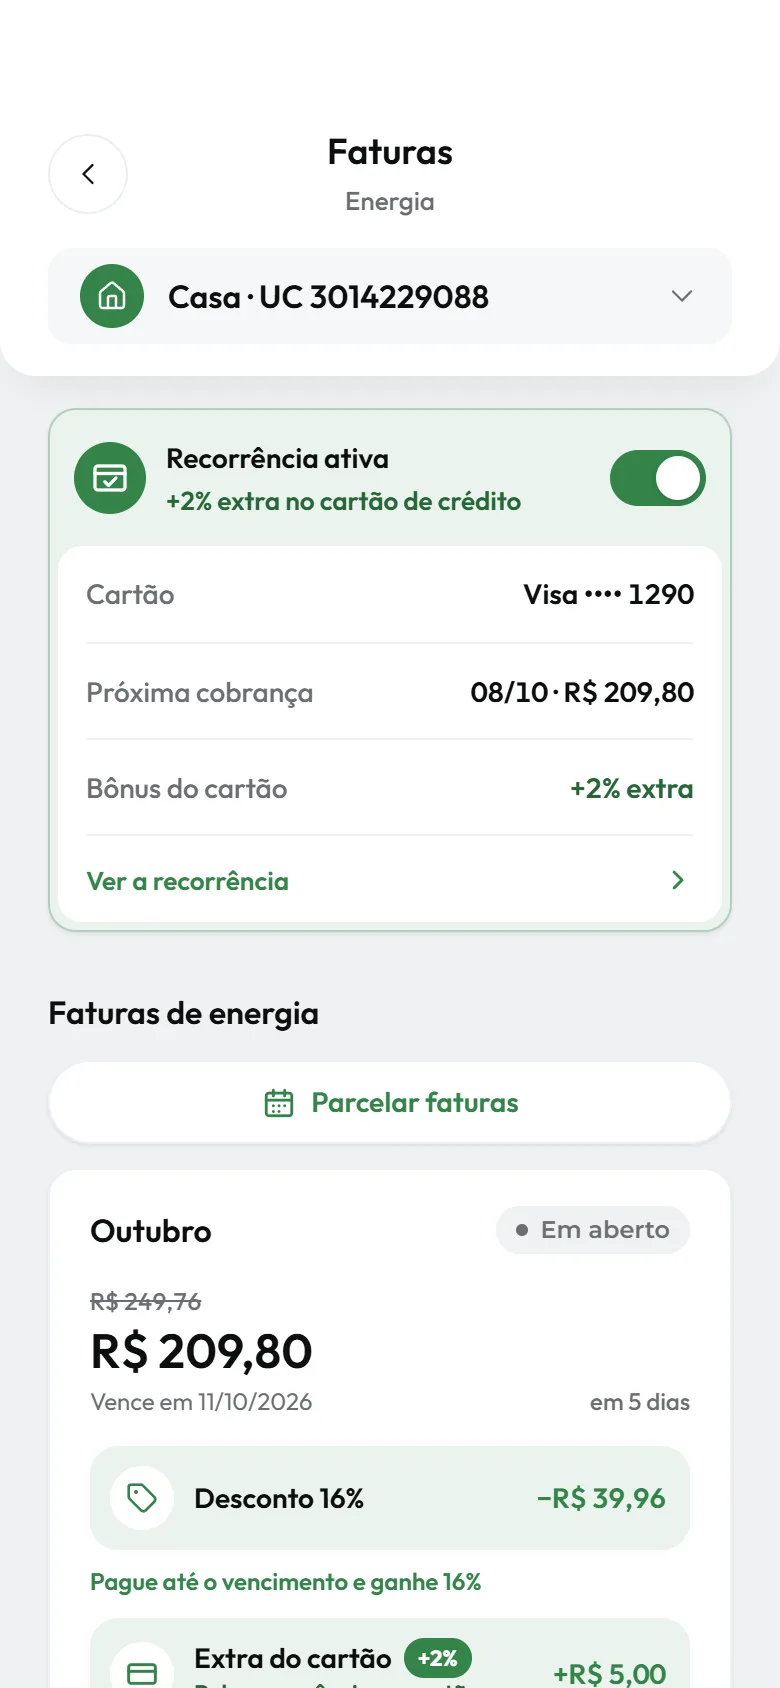 Faturas
Energia
Casa · UC 3014229088
Recorrência ativa
+2% extra no cartão de crédito
Cartão
Visa •••• 1290
Próxima cobrança
08/10 · R$ 209,80
Bônus do cartão
+2% extra
Ver a recorrência
Faturas de energia
Parcelar faturas
Outubro
Em aberto
R$ 249,76
R$ 209,80
Vence em 11/10/2026
em 5 dias
Desconto 16%
−R$ 39,96
Pague até o vencimento e ganhe 16%
Extra do cartão +2%
+R$ 5,00